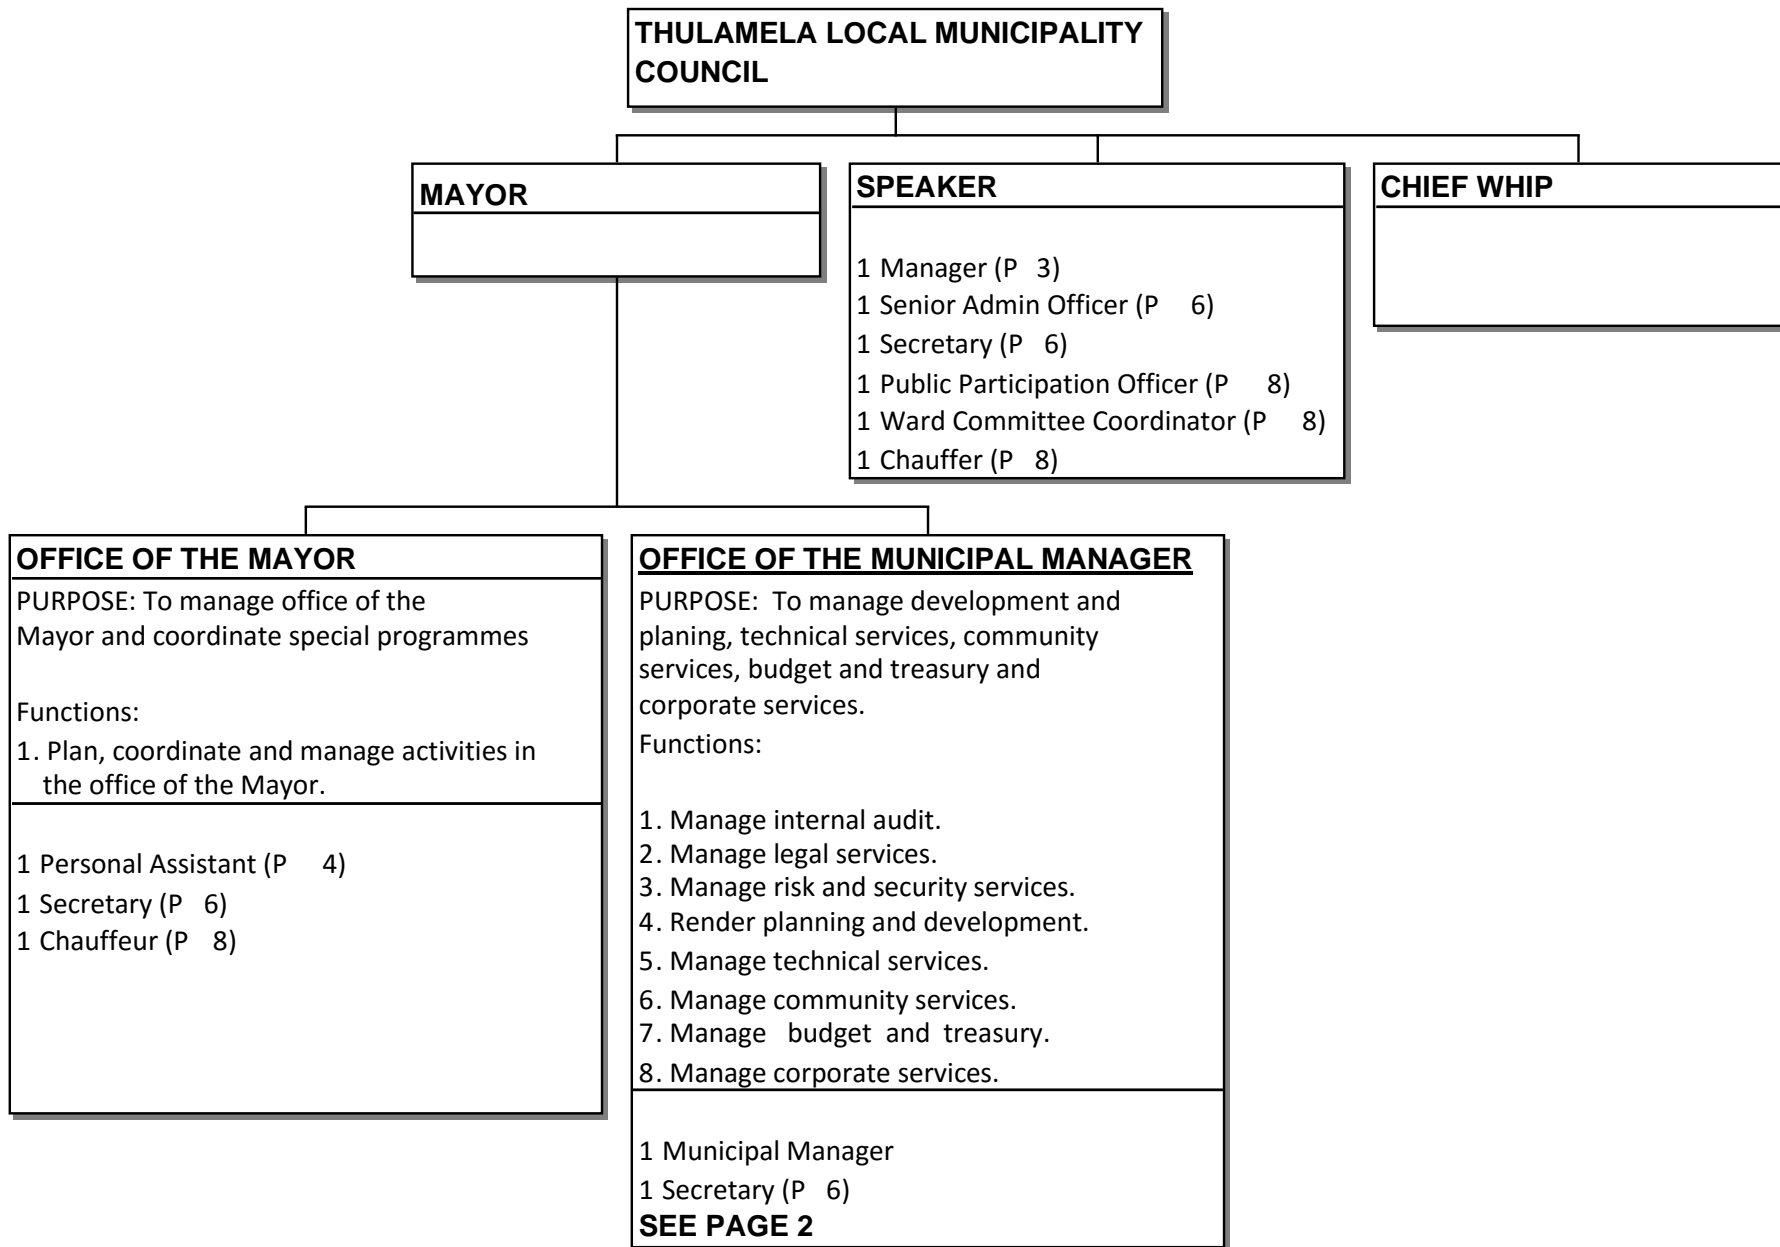 THULAMELA LOCAL MUNICIPALITY
COUNCIL
MAYOR
SPEAKER
1 Manager (P 3)
1 Senior Admin Officer (P 6)
1 Secretary (P 6)
1 Public Participation Officer (P 8)
1 Ward Committee Coordinator (P 8)
1 Chauffer (P 8)
CHIEF WHIP
OFFICE OF THE MAYOR
PURPOSE: To manage office of the
Mayor and coordinate special programmes
Functions:
1. Plan, coordinate and manage activities in
the office of the Mayor.
1 Personal Assistant (P 4)
1 Secretary (P 6)
1 Chauffeur (P 8)
OFFICE OF THE MUNICIPAL MANAGER
PURPOSE: To manage development and
planing, technical services, community
services, budget and treasury and
corporate services.
Functions:
1. Manage internal audit.
2. Manage legal services.
3. Manage risk and security services.
4. Render planning and development.
5. Manage technical services.
6. Manage community services.
7. Manage budget and treasury.
8. Manage corporate services.
1 Municipal Manager
1 Secretary (P 6)
SEE PAGE 2